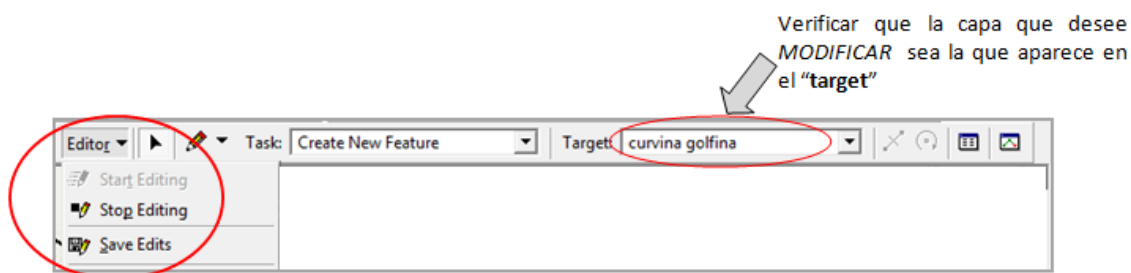 Verificar que la capa que desee
MODIFICAR sea la que aparece en
el "target"
Editor Task: Create New Feature Target: curvina golfina
Start Editing
Stop Editing
Save Edits